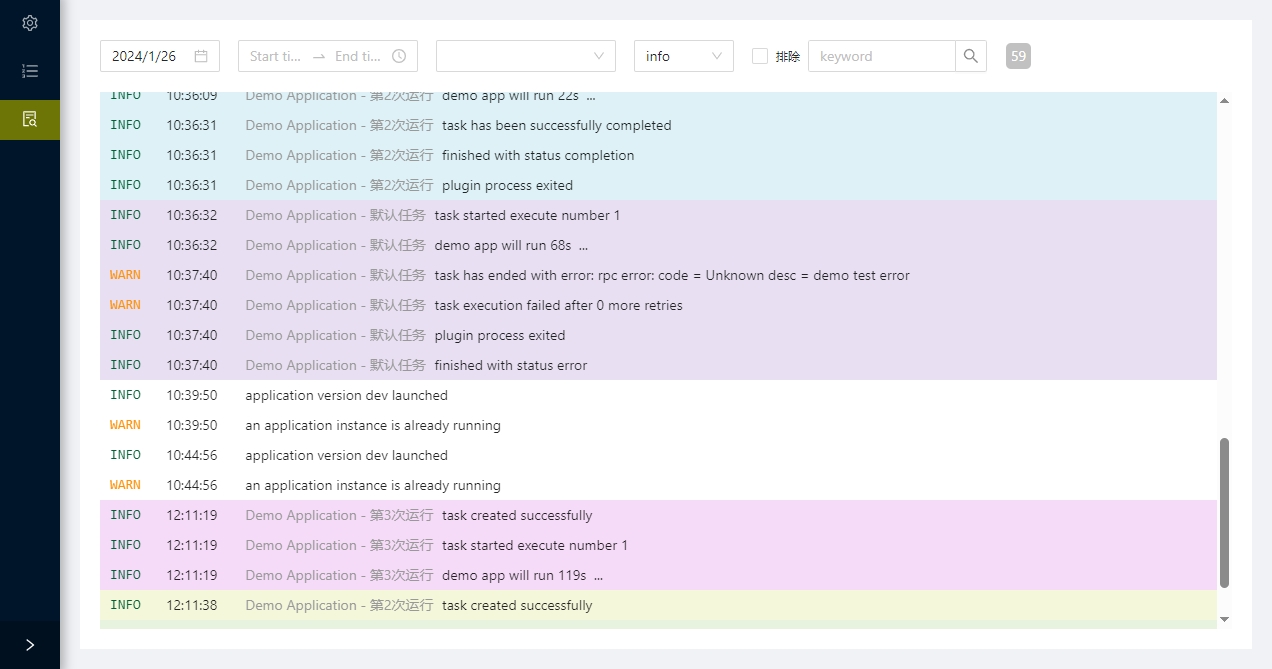 2024/1/26 Start ti... End ti... info 排除 keyword 59
INFO 10:36:09 Demo Application - 第2次运行 demo app will run 22s ...
INFO 10:36:31 Demo Application - 第2次运行 task has been successfully completed
INFO 10:36:31 Demo Application - 第2次运行 finished with status completion
INFO 10:36:31 Demo Application - 第2次运行 plugin process exited
INFO 10:36:32 Demo Application - 默认任务 task started execute number 1
INFO 10:36:32 Demo Application - 默认任务 demo app will run 68s ...
WARN 10:37:40 Demo Application - 默认任务 task has ended with error: rpc error: code = Unknown desc = demo test error
WARN 10:37:40 Demo Application - 默认任务 task execution failed after 0 more retries
INFO 10:37:40 Demo Application - 默认任务 plugin process exited
INFO 10:37:40 Demo Application - 默认任务 finished with status error
INFO 10:39:50 application version dev launched
WARN 10:39:50 an application instance is already running
INFO 10:44:56 application version dev launched
WARN 10:44:56 an application instance is already running
INFO 12:11:19 Demo Application - 第3次运行 task created successfully
INFO 12:11:19 Demo Application - 第3次运行 task started execute number 1
INFO 12:11:19 Demo Application - 第3次运行 demo app will run 119s ...
INFO 12:11:38 Demo Application - 第2次运行 task created successfully